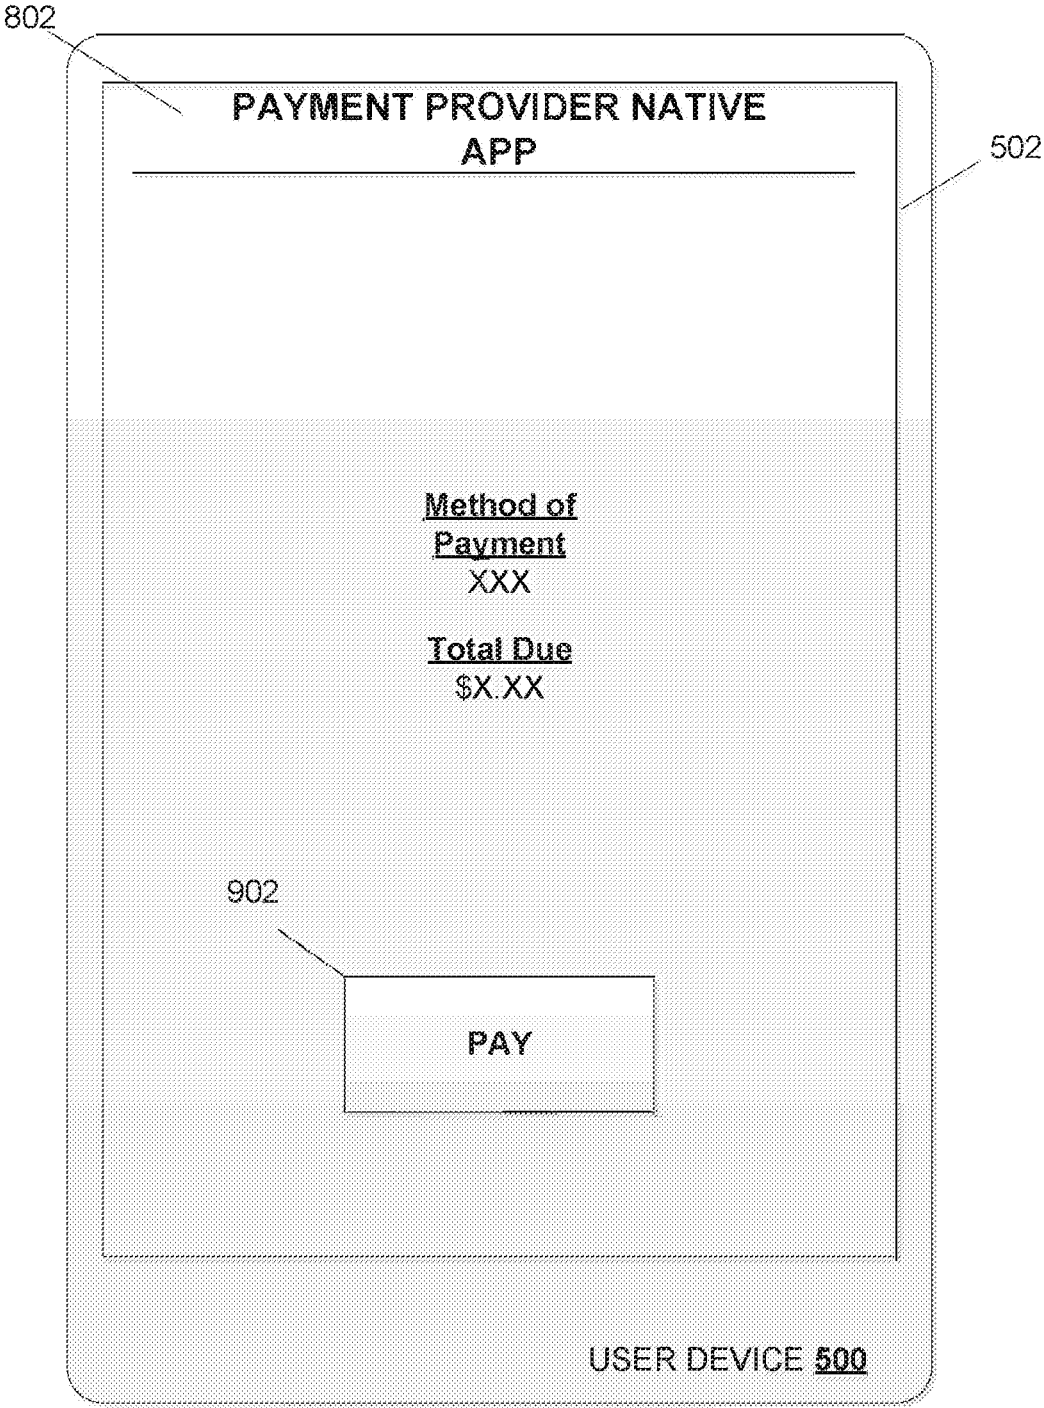 802
PAYMENT PROVIDER NATIVE
APP
502
Method of
Payment
XXX
Total Due
$X.XX
902
PAY
USER DEVICE 500